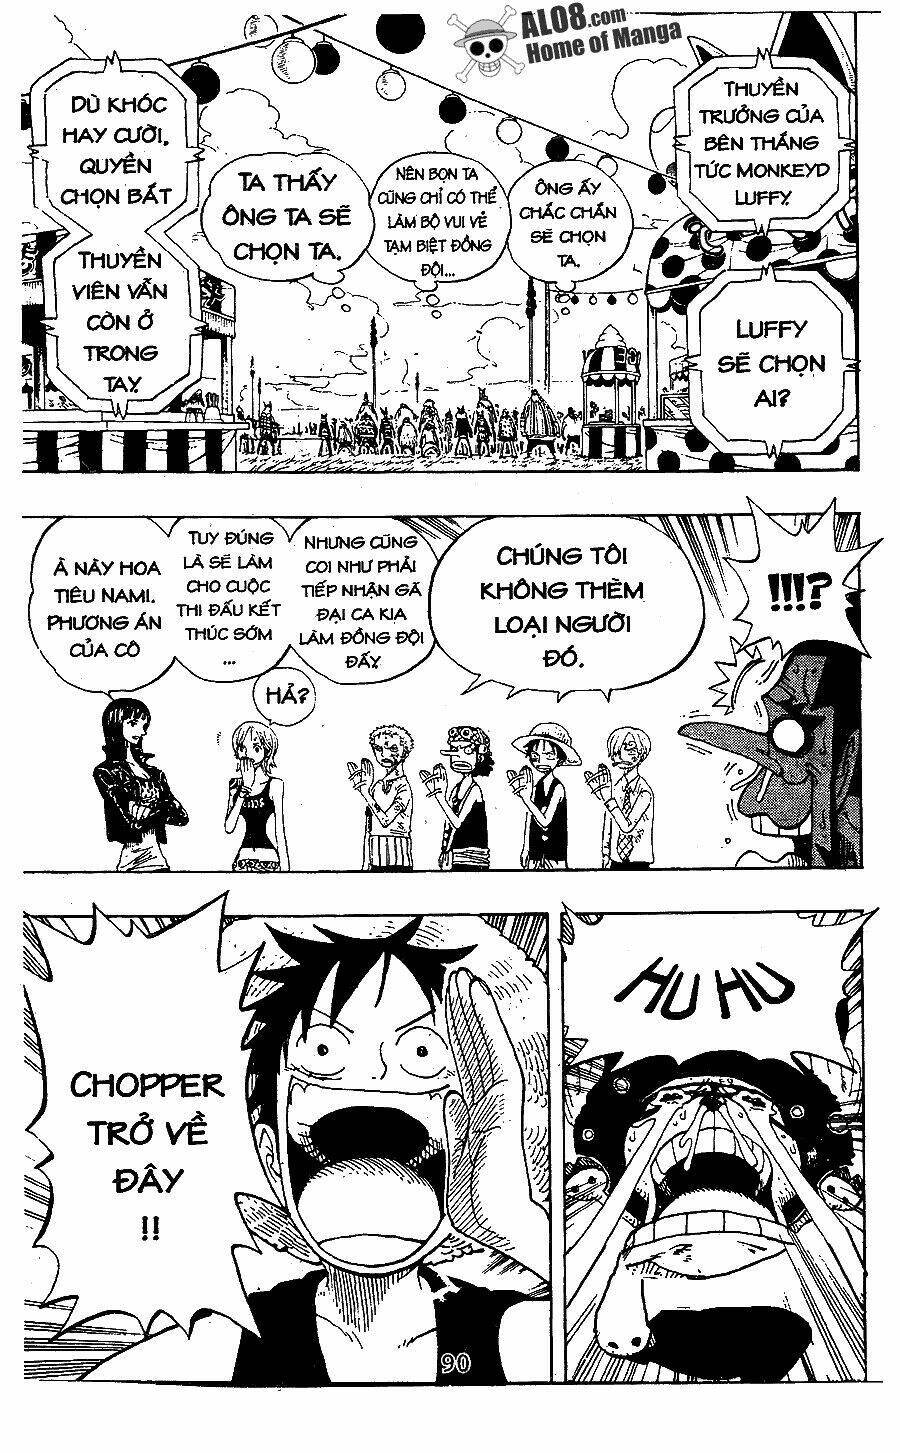 AL08.com
Home of Manga
THUYỀN
TRƯỞNG CỦA
BÊN THẮNG
TỨC MONKEYD
LUFFY.
LUFFY
SẼ CHỌN
AI?
ÔNG ẤY
CHẮC CHẮN
SẼ CHỌN
TA.
NÊN BỌN TA
CŨNG CHỈ CÓ THỂ
LÀM BỘ VUI VẺ
TẠM BIỆT ĐỒNG
ĐỘI...
TA THẤY
ÔNG TA SẼ
CHỌN TA.
DÙ KHÓC
HAY CƯỜI,
QUYỀN
CHỌN BẮT
THUYỀN
VIÊN VẪN
CÒN Ở
TRONG
TAY.
!!!?
CHÚNG TÔI
KHÔNG THÈM
LOẠI NGƯỜI
ĐÓ.
NHƯNG CŨNG
COI NHƯ PHẢI
TIẾP NHẬN GÃ
ĐẠI CA KIA
LÀM ĐỒNG ĐỘI
ĐẤY.
TUY ĐÚNG
LÀ SẼ LÀM
CHO CUỘC
THI ĐẤU KẾT
THÚC SỚM
...
À NÀY HOA
TIÊU NAMI.
PHƯƠNG ÁN
CỦA CÔ
HẢ?
HU HU
CHOPPER
TRỞ VỀ
ĐÂY
!!
90